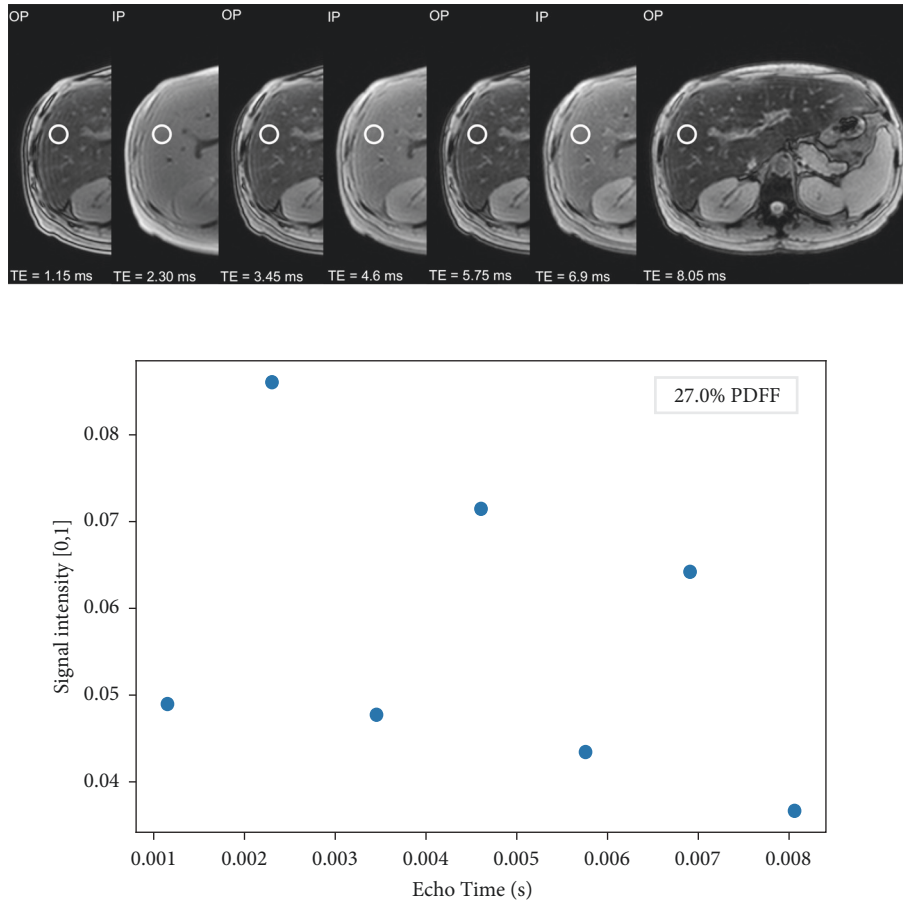 OP IP OP IP OP IP OP
TE = 1.15 ms TE = 2.30 ms TE = 3.45 ms TE = 4.6 ms TE = 5.75 ms TE = 6.9 ms TE = 8.05 ms
27.0% PDFF
Signal intensity [0,1]
0.08
0.07
0.06
0.05
0.04
0.001 0.002 0.003 0.004 0.005 0.006 0.007 0.008
Echo Time (s)